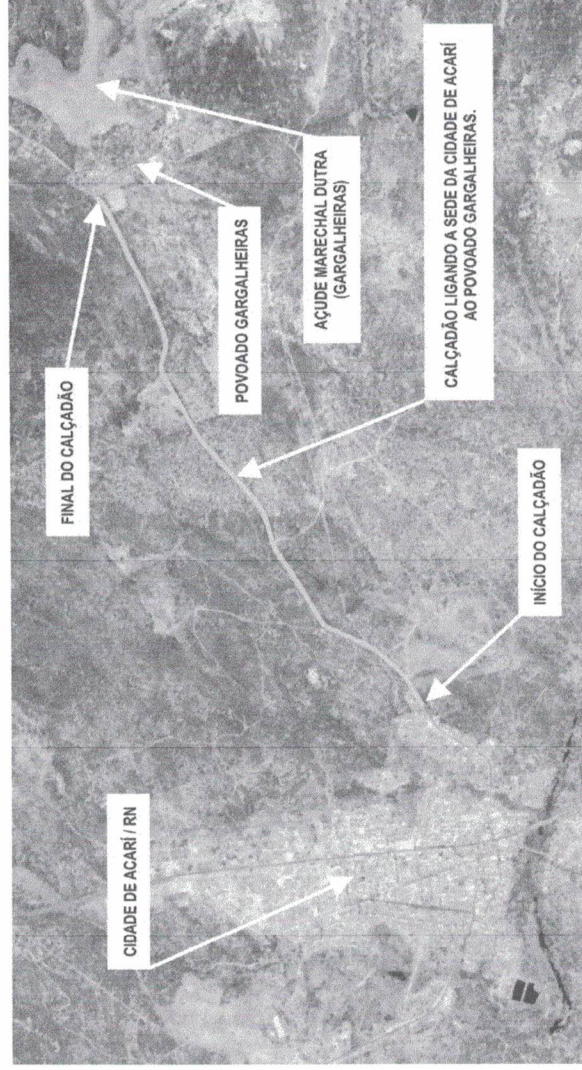 FINAL DO CALÇADÃO
POVOADO GARGALHEIRAS
AÇUDE MARECHAL DUTRA
(GARGALHEIRAS)
CALÇADÃO LIGANDO A SEDE DA CIDADE DE ACARÍ
AO POVOADO GARGALHEIRAS.
CIDADE DE ACARÍ / RN
INÍCIO DO CALÇADÃO